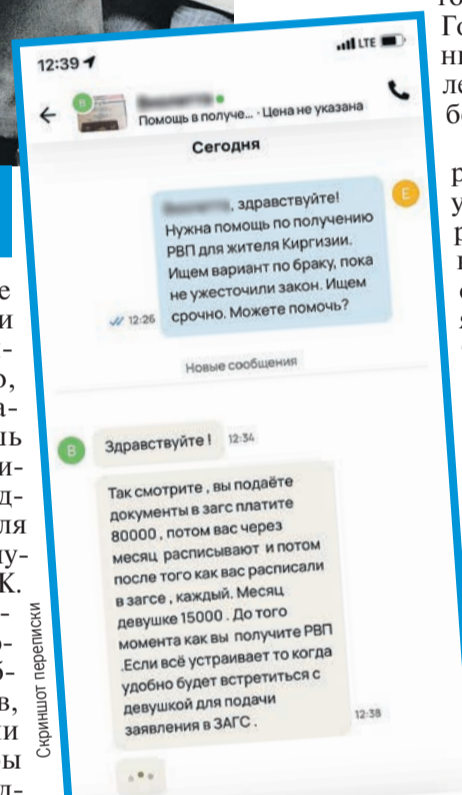 12:39
LTE
В
Помощь в получе... · Цена не указана
Сегодня
, здравствуйте!
Нужна помощь по получению
РВП для жителя Киргизии.
Ищем вариант по браку, пока
не ужесточили закон. Ищем
срочно. Можете помочь?
12:26
Е
Новые сообщения
В
Здравствуйте !
12:34
Так смотрите , вы подаёте
документы в загс платите
80000 , потом вас через
месяц расписывают и потом
после того как вас расписали
в загсе , каждый. Месяц
девушке 15000 . До того
момента как вы получите РВП
.Если всё устраивает то когда
удобно будет встретиться с
девушкой для подачи
заявления в ЗАГС .
12:38
Скриншот переписки